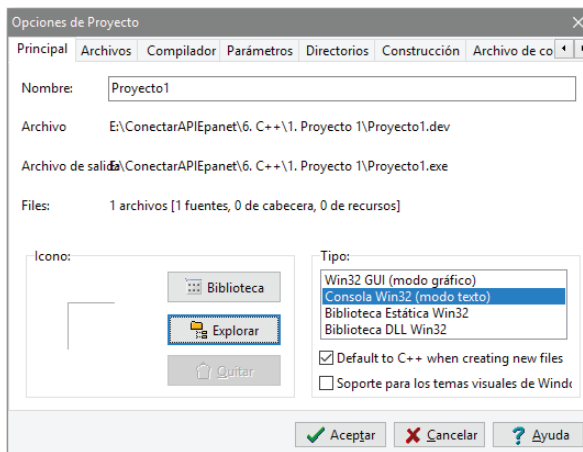 Opciones de Proyecto
Principal Archivos Compilador Parámetros Directorios Construcción Archivo de co
Nombre: Proyecto1
Archivo E:\ConectarAPIEpanet\6. C++\1. Proyecto 1\Proyecto1.dev
Archivo de salida E:\ConectarAPIEpanet\6. C++\1. Proyecto 1\Proyecto1.exe
Files: 1 archivos [1 fuentes, 0 de cabecera, 0 de recursos]
Icono:
Biblioteca
Explorar
Quitar
Tipo:
Win32 GUI (modo gráfico)
Consola Win32 (modo texto)
Biblioteca Estática Win32
Biblioteca DLL Win32
Default to C++ when creating new files
Soporte para los temas visuales de Windo
Aceptar Cancelar Ayuda